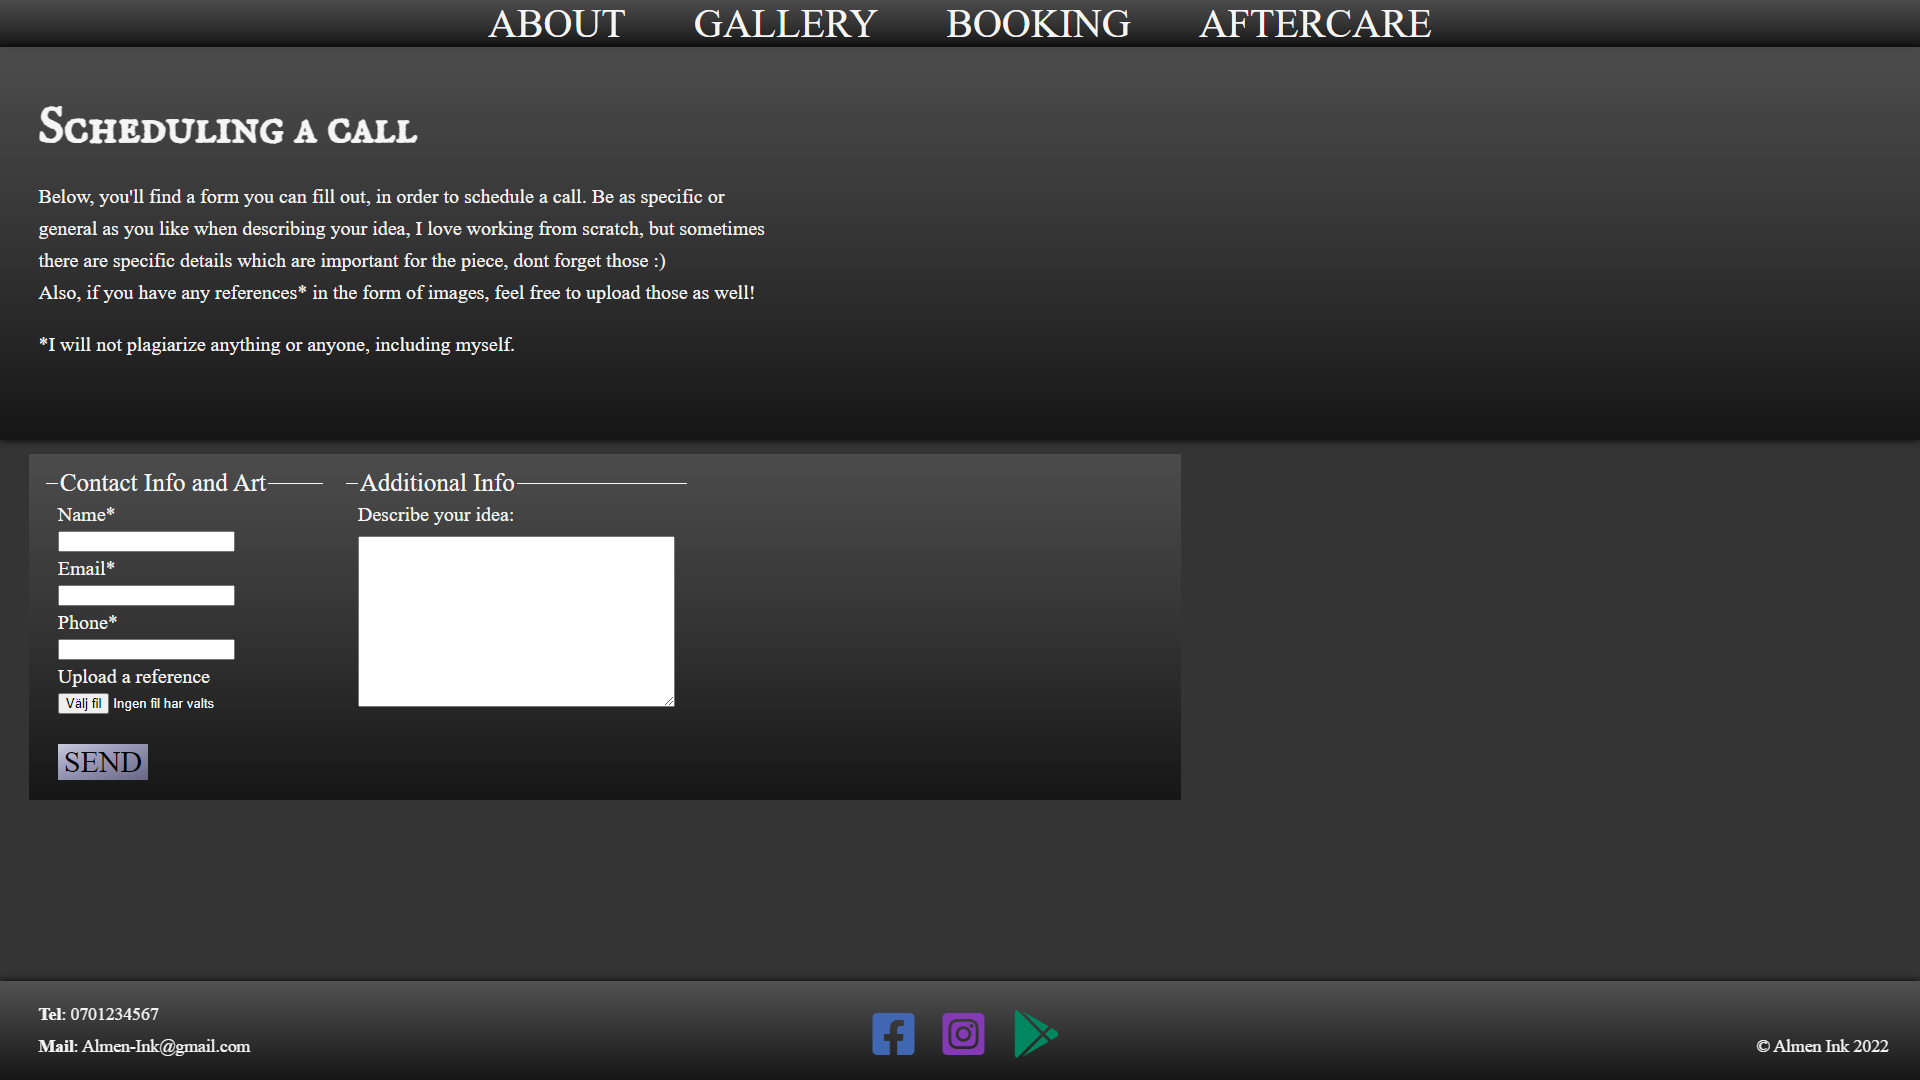 ABOUT GALLERY BOOKING AFTERCARE
Scheduling a call
Below, you'll find a form you can fill out, in order to schedule a call. Be as specific or
general as you like when describing your idea, I love working from scratch, but sometimes
there are specific details which are important for the piece, dont forget those :)
Also, if you have any references* in the form of images, feel free to upload those as well!
*I will not plagiarize anything or anyone, including myself.
Contact Info and Art
Name*
Email*
Phone*
Upload a reference
Välj fil Ingen fil har valts
SEND
Additional Info
Describe your idea:
Tel: 0701234567
Mail: Almen-Ink@gmail.com
© Almen Ink 2022